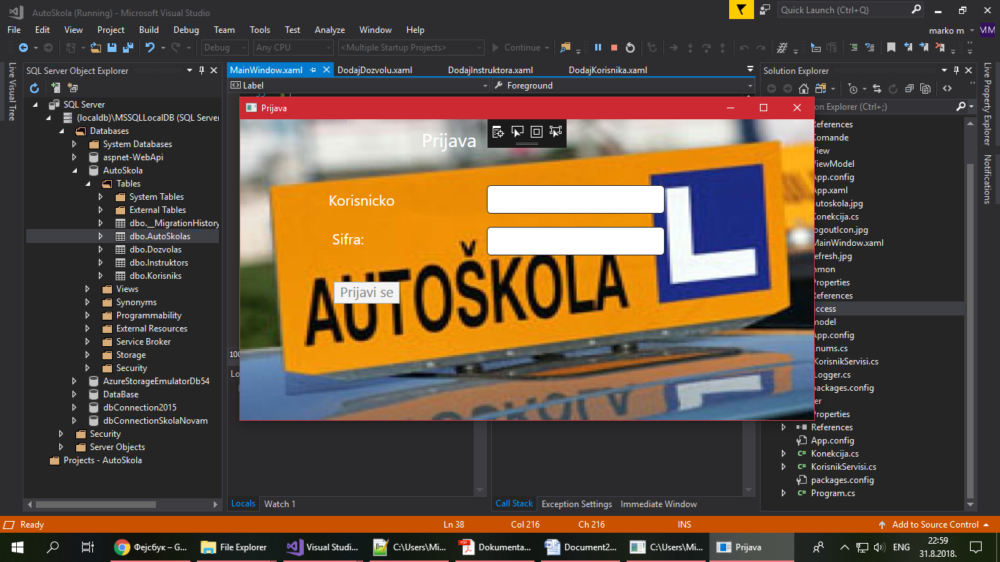 AutoSkola (Running) - Microsoft Visual Studio
Quick Launch (Ctrl+Q)
File Edit View Project Build Debug Team Tools Test Analyze Window Help
marko m
MM
Debug
Any CPU
<Multiple Startup Projects>
Continue
Live Visual Tree
SQL Server Object Explorer
SQL Server
(localdb)\MSSQLLocalDB (SQL Server
Databases
System Databases
aspnet-WebApi
AutoSkola
Tables
System Tables
External Tables
dbo.__MigrationHistory
dbo.AutoSkolas
dbo.Dozvolas
dbo.Instruktors
dbo.Korisniks
Views
Synonyms
Programmability
External Resources
Service Broker
Storage
Security
AzureStorageEmulatorDb54
DataBase
dbConnection2015
dbConnectionSkolaNovam
Security
Server Objects
Projects - AutoSkola
MainWindow.xaml
DodajDozvolu.xaml
DodajInstruktora.xaml
DodajKorisnika.xaml
Label
Foreground
Prijava
Prijava
Korisnicko
Sifra:
Prijavi se
AUTOŠKOLA
L
100
Lo
Locals
Watch 1
Call Stack
Exception Settings
Immediate Window
Solution Explorer
on Explorer (Ctrl+;)
References
Komande
View
ViewModel
App.config
App.xaml
autoskola.jpg
Konekcija.cs
logoutIcon.jpg
MainWindow.xaml
refresh.jpg
mmon
Properties
References
ccess
model
App.config
Enums.cs
IKorisnikServisi.cs
Logger.cs
packages.config
er
Properties
References
App.config
Konekcija.cs
KorisnikServisi.cs
packages.config
Program.cs
Live Property Explorer
Notifications
Ready
Ln 38
Col 216
Ch 216
INS
Add to Source Control
Фејсбук – G...
File Explorer
Visual Studi...
C:\Users\Mi...
Dokumenta...
Document2...
C:\Users\Mi...
Prijava
ENG
22:59
31.8.2018.